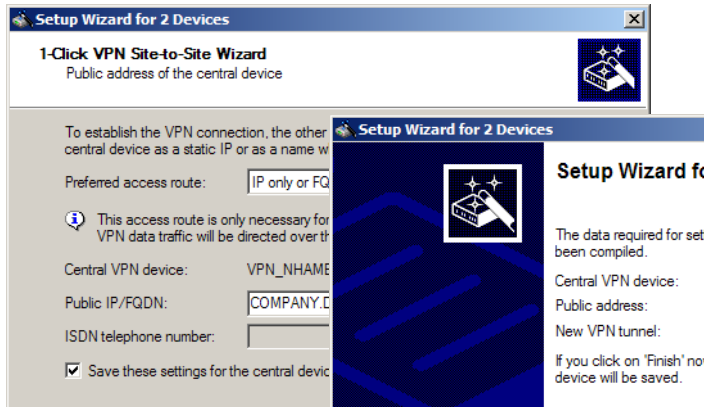 Setup Wizard for 2 Devices
1-Click VPN Site-to-Site Wizard
Public address of the central device
To establish the VPN connection, the other
central device as a static IP or as a name w
Preferred access route:
IP only or FQ
This access route is only necessary for
VPN data traffic will be directed over th
Central VPN device:
VPN_NHAME
Public IP/FQDN:
COMPANY.D
ISDN telephone number:
Save these settings for the central devic
Setup Wizard for 2 Devices
Setup Wizard fo
The data required for set
been compiled.
Central VPN device:
Public address:
New VPN tunnel:
If you click on 'Finish' no
device will be saved.